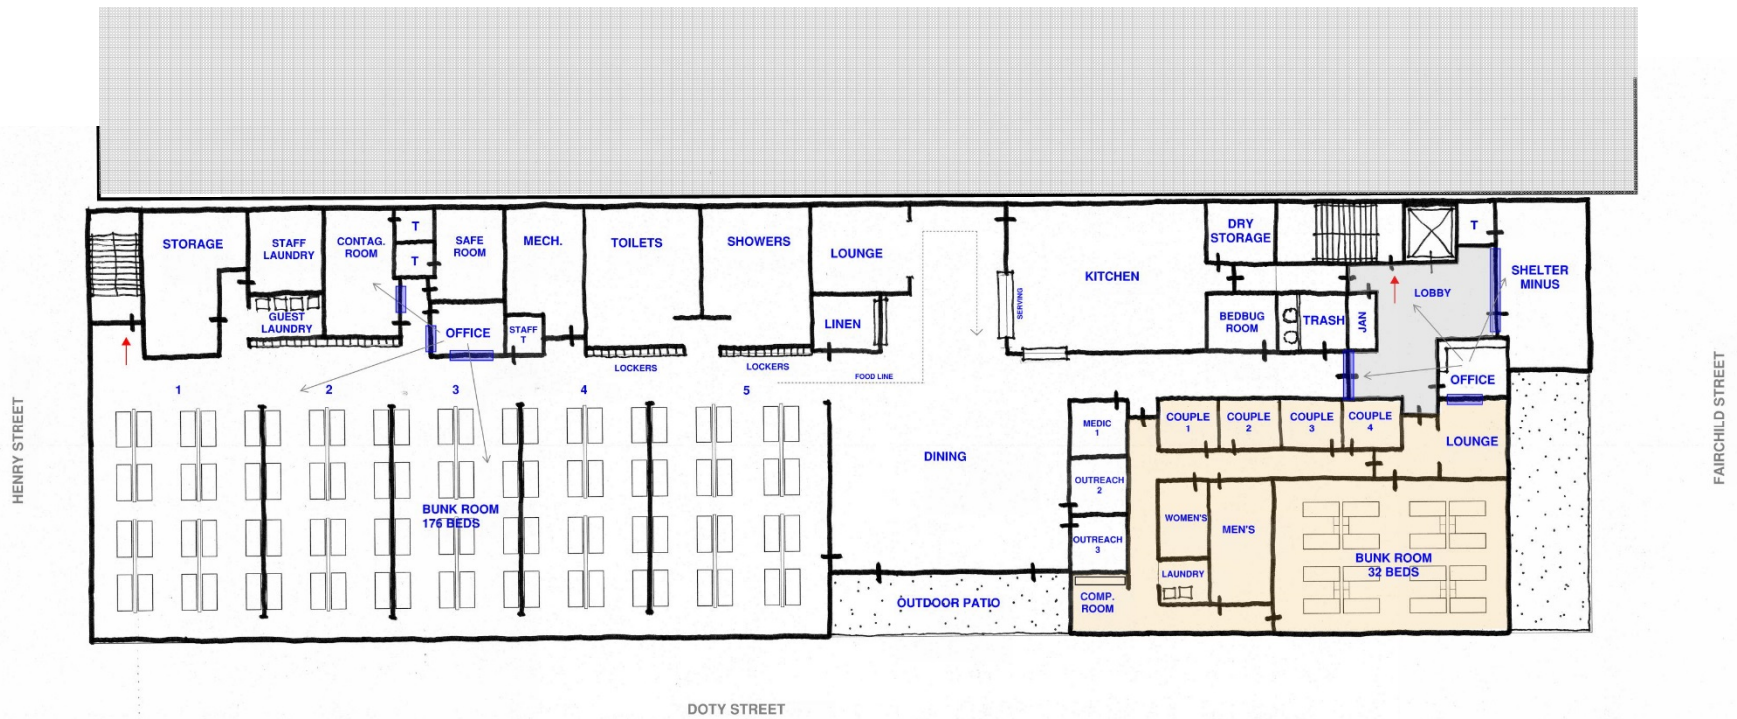 STORAGE
STAFF
LAUNDRY
GUEST
LAUNDRY
CONTAG.
ROOM
T
T
SAFE
ROOM
OFFICE
MECH.
STAFF
T
TOILETS
SHOWERS
LOCKERS
LOCKERS
LOUNGE
LINEN
FOOD LINE
SERVING
KITCHEN
DRY
STORAGE
BEDBUG
ROOM
TRASH
JAN
LOBBY
T
SHELTER
MINUS
OFFICE
1
2
3
4
5
BUNK ROOM
176 BEDS
DINING
OUTDOOR PATIO
MEDIC
1
OUTREACH
2
OUTREACH
3
COMP.
ROOM
COUPLE
1
COUPLE
2
COUPLE
3
COUPLE
4
LOUNGE
WOMEN'S
MEN'S
LAUNDRY
BUNK ROOM
32 BEDS
HENRY STREET
FAIRCHILD STREET
DOTY STREET